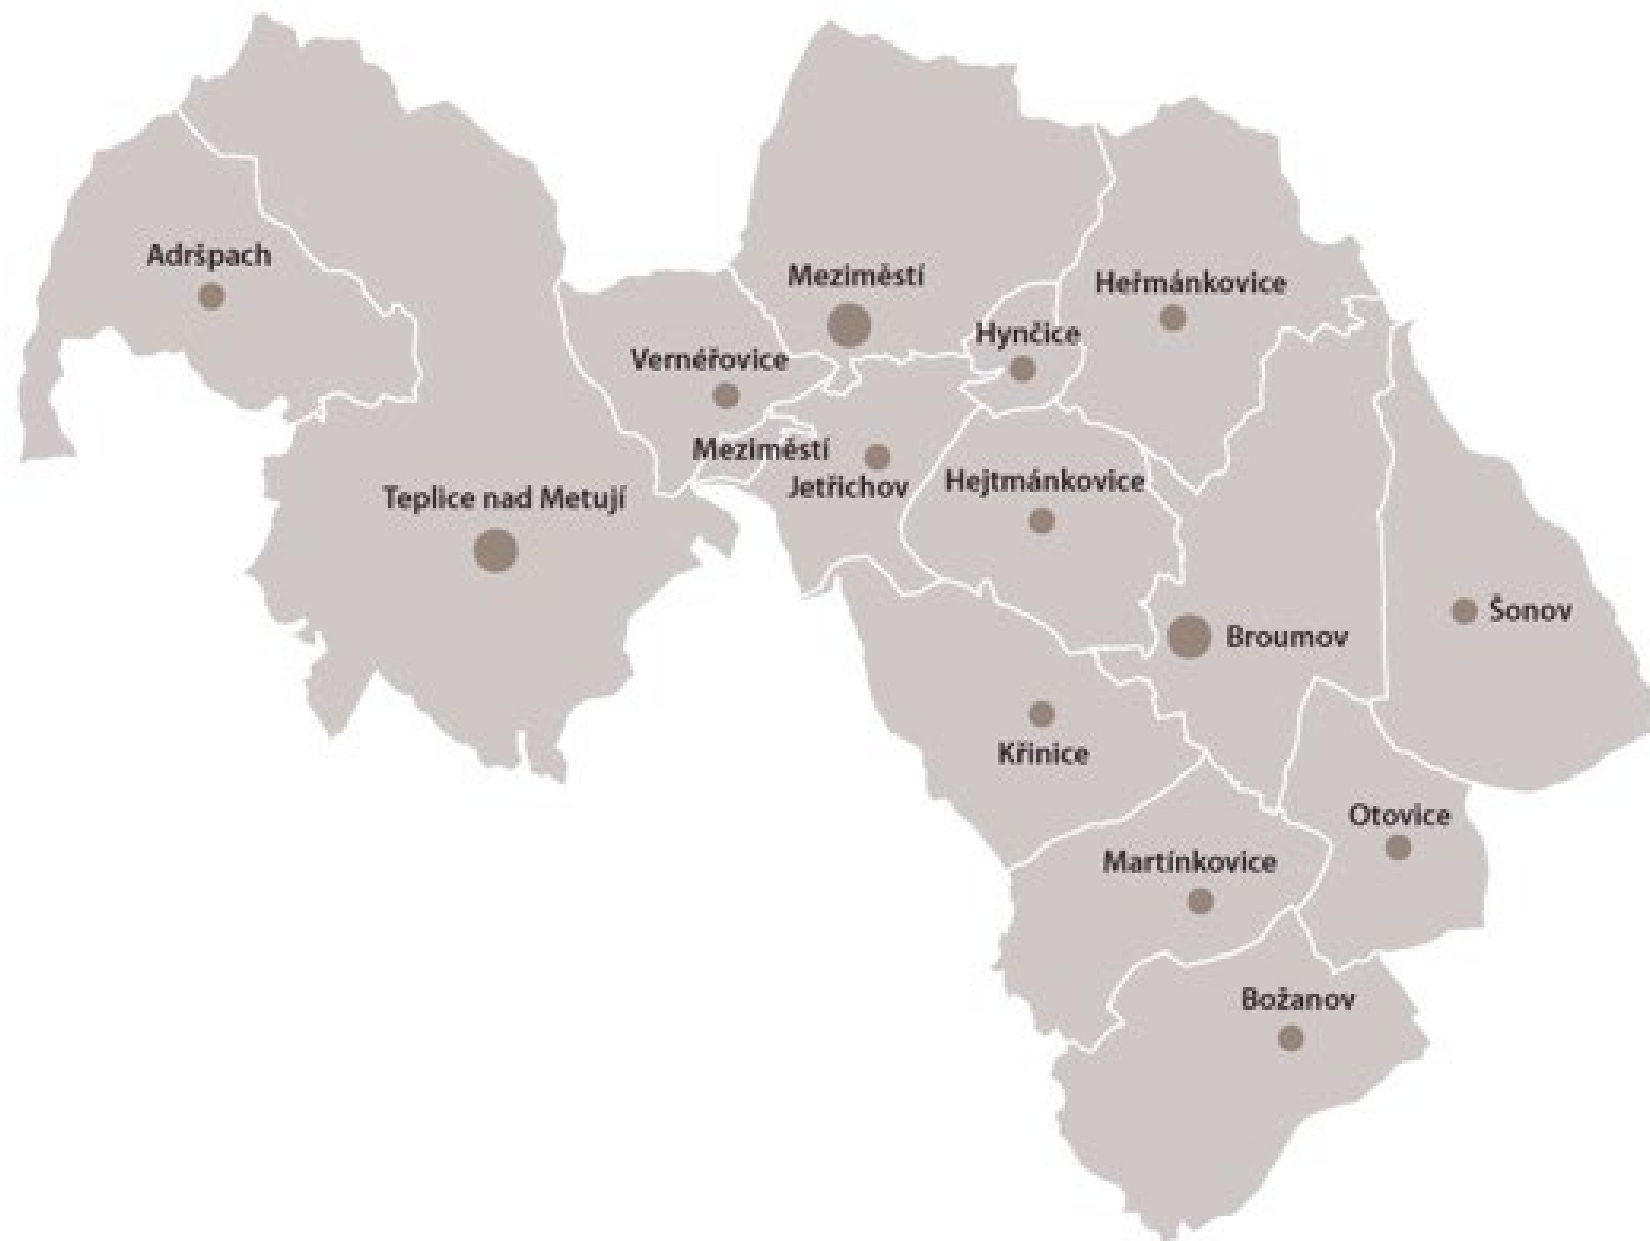 Adršpach
Meziměstí
Heřmánkovice
Hynčice
Vernéřovice
Meziměstí
Jetřichov
Hejtmánkovice
Teplice nad Metují
Šonov
Broumov
Křinice
Otovice
Martínkovice
Božanov